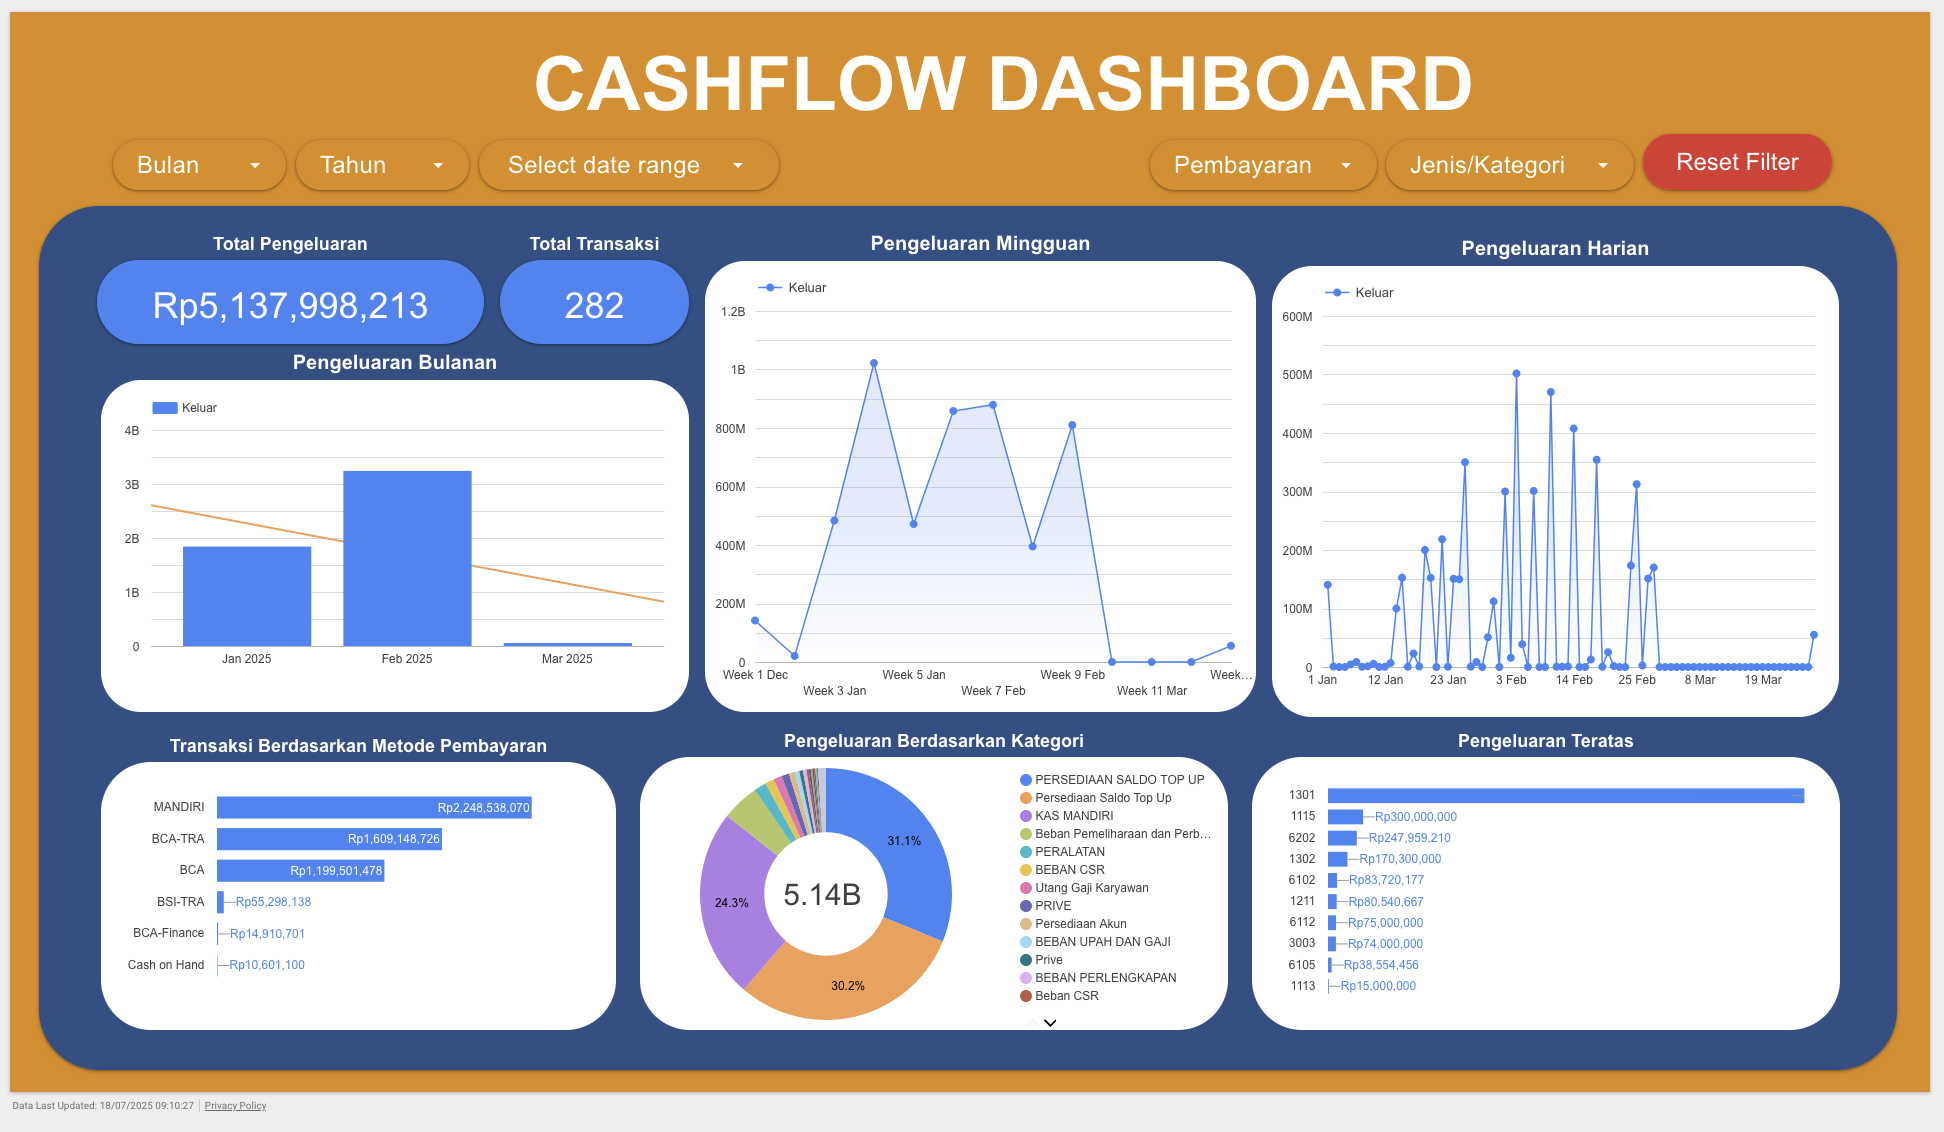 CASHFLOW DASHBOARD
Bulan
Tahun
Select date range
Pembayaran
Jenis/Kategori
Reset Filter
Total Pengeluaran
Rp5,137,998,213
Total Transaksi
282
Pengeluaran Bulanan
Keluar
4B
3B
2B
1B
0
Jan 2025
Feb 2025
Mar 2025
Pengeluaran Mingguan
Keluar
1.2B
1B
800M
600M
400M
200M
0
Week 1 Dec
Week 3 Jan
Week 5 Jan
Week 7 Feb
Week 9 Feb
Week 11 Mar
Week...
Pengeluaran Harian
Keluar
600M
500M
400M
300M
200M
100M
0
1 Jan
12 Jan
23 Jan
3 Feb
14 Feb
25 Feb
8 Mar
19 Mar
Transaksi Berdasarkan Metode Pembayaran
MANDIRI Rp2,248,538,070
BCA-TRA Rp1,609,148,726
BCA Rp1,199,501,478
BSI-TRA Rp55,298,138
BCA-Finance Rp14,910,701
Cash on Hand Rp10,601,100
Pengeluaran Berdasarkan Kategori
31.1%
24.3%
5.14B
30.2%
PERSEDIAAN SALDO TOP UP
Persediaan Saldo Top Up
KAS MANDIRI
Beban Pemeliharaan dan Perb...
PERALATAN
BEBAN CSR
Utang Gaji Karyawan
PRIVE
Persediaan Akun
BEBAN UPAH DAN GAJI
Prive
BEBAN PERLENGKAPAN
Beban CSR
Pengeluaran Teratas
1301
1115 Rp300,000,000
6202 Rp247,959,210
1302 Rp170,300,000
6102 Rp83,720,177
1211 Rp80,540,667
6112 Rp75,000,000
3003 Rp74,000,000
6105 Rp38,554,456
1113 Rp15,000,000
Data Last Updated: 18/07/2025 09:10:27
Privacy Policy